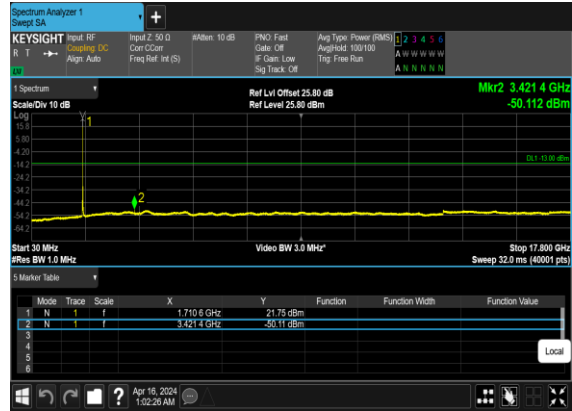 Spectrum Analyzer 1
Swept SA
+
KEYSIGHT Input: RF Input Z: 50 Ω #Atten: 10 dB PNO: Fast Avg Type: Power (RMS) 1 2 3 4 5 6
R T Coupling: DC Corr CCorr Gate: Off Avg|Hold: 100/100 A W W W W W
Align: Auto Freq Ref: Int (S) IF Gain: Low Trig: Free Run
Sig Track: Off A N N N N N
1 Spectrum Ref Lvl Offset 25.80 dB Mkr2 3.421 4 GHz
Scale/Div 10 dB Ref Level 25.80 dBm -50.112 dBm
Log
15.8
1
5.80
-4.20
-14.2
DL1 -13.00 dBm
-24.2
-34.2
2
-44.2
-54.2
-64.2
Start 30 MHz Video BW 3.0 MHz* Stop 17.800 GHz
#Res BW 1.0 MHz Sweep 32.0 ms (40001 pts)
5 Marker Table
Mode Trace Scale X Y Function Function Width Function Value
1 N 1 f 1.710 6 GHz 21.75 dBm
2 N 1 f 3.421 4 GHz -50.11 dBm
3
4
5
6
Local
? Apr 16, 2024
1:02:26 AM